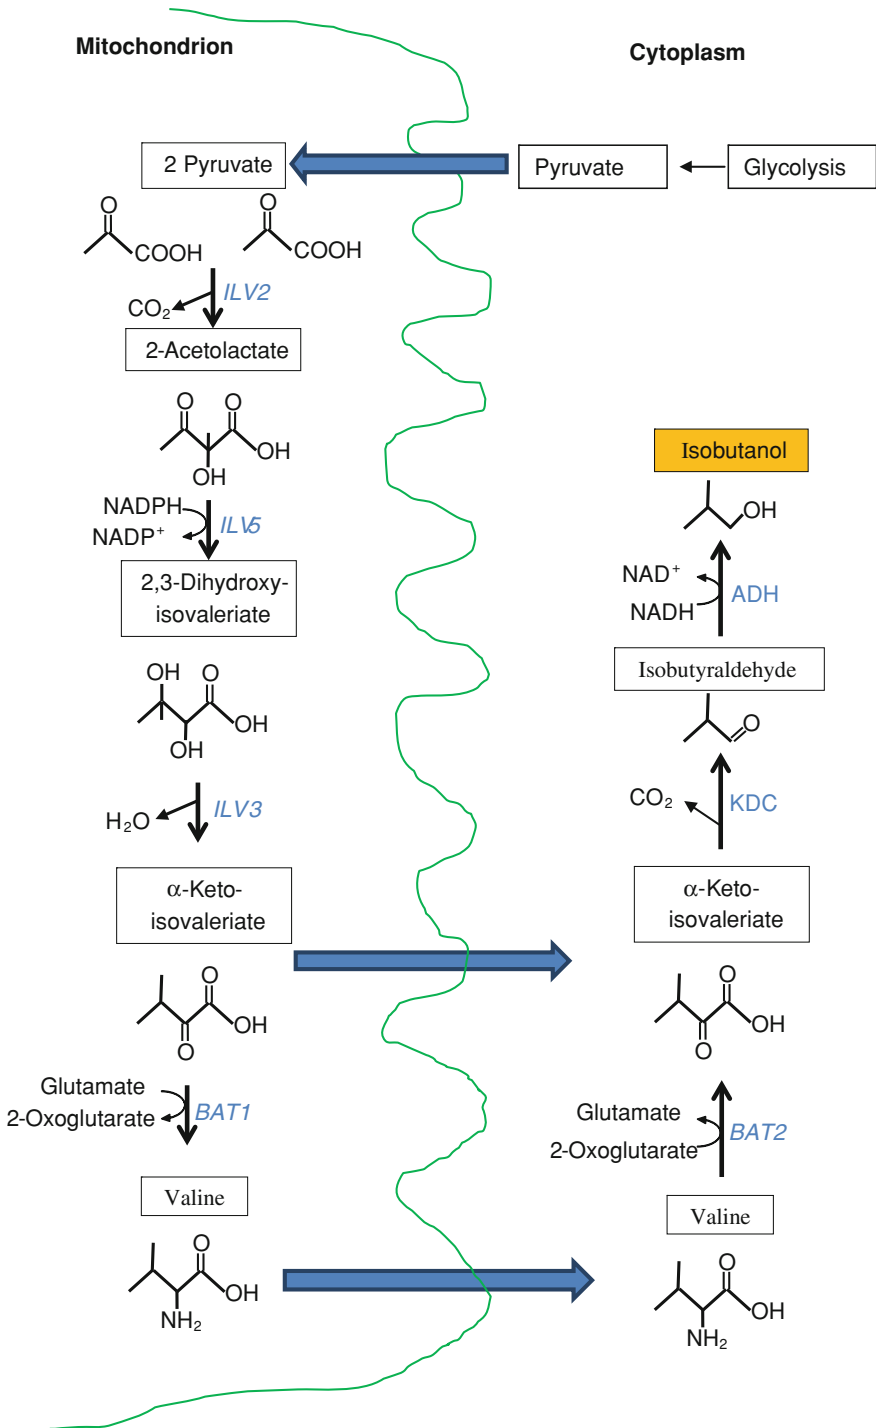 Mitochondrion
Cytoplasm
2 Pyruvate
Pyruvate
Glycolysis
O
COOH
O
COOH
CO2
ILV2
2-Acetolactate
O
O
OH
OH
NADPH
NADP+
ILV5
2,3-Dihydroxy-
isovaleriate
OH
O
OH
OH
H2O
ILV3
α-Keto-
isovaleriate
O
OH
O
Glutamate
2-Oxoglutarate
BAT1
Valine
O
OH
NH2
Isobutanol
OH
NAD+
NADH
ADH
Isobutyraldehyde
O
CO2
KDC
α-Keto-
isovaleriate
O
OH
O
Glutamate
2-Oxoglutarate
BAT2
Valine
O
OH
NH2